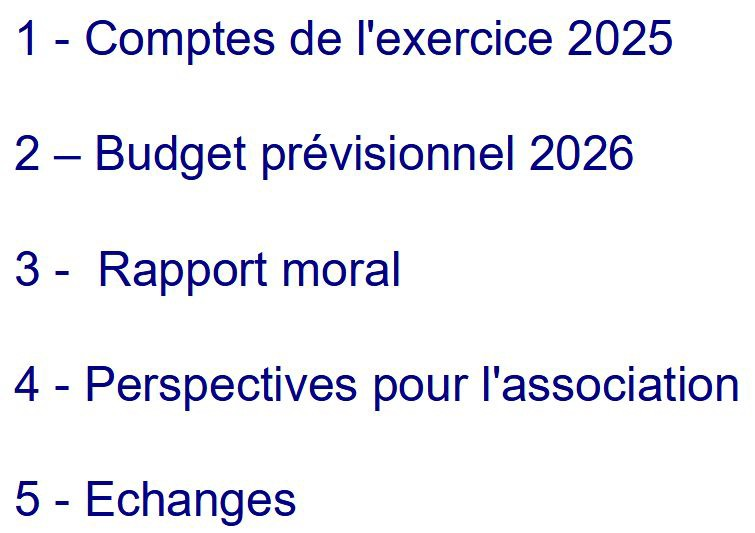 1 - Comptes de l'exercice 2025
2 – Budget prévisionnel 2026
3 -  Rapport moral
4 - Perspectives pour l'association
5 - Echanges